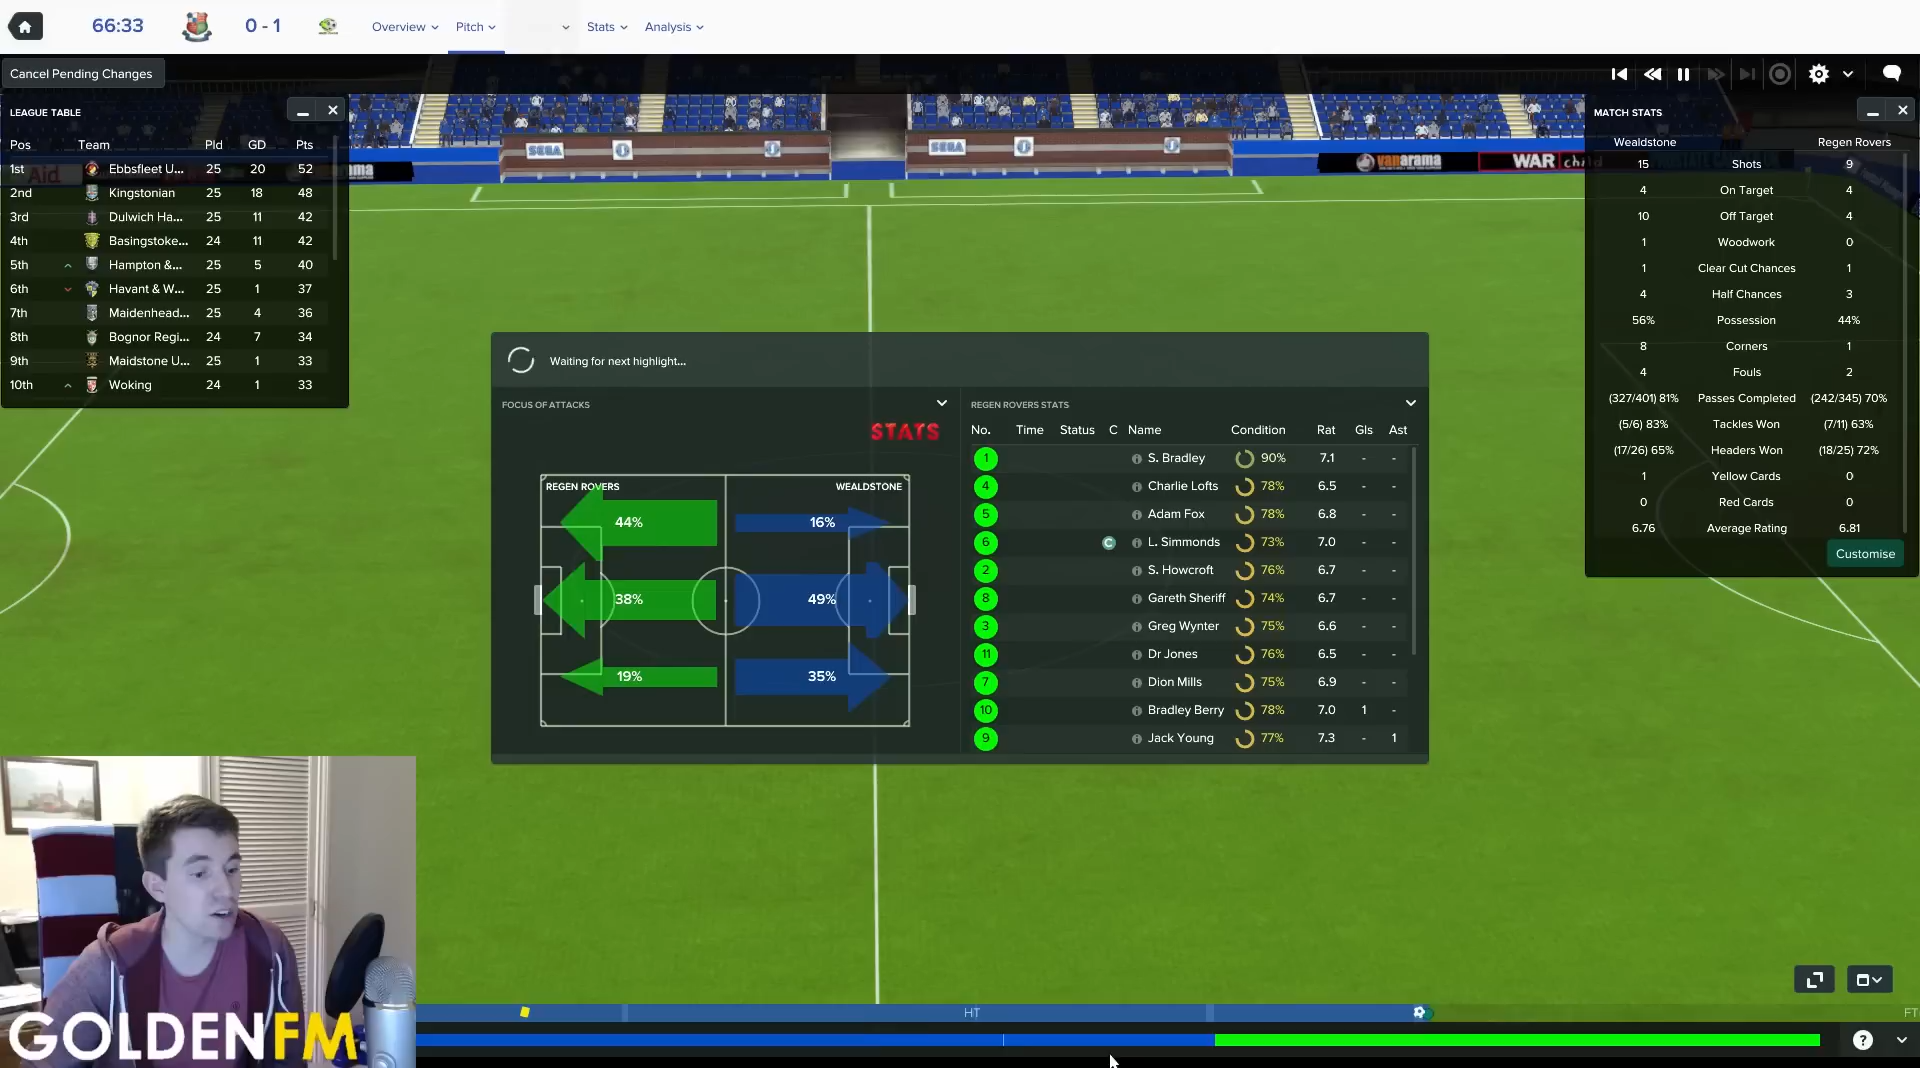 66:33 0 - 1 Overview Pitch Stats Analysis
Cancel Pending Changes
LEAGUE TABLE
Pos Team Pld GD Pts
1st Ebbsfleet U... 25 20 52
2nd Kingstonian 25 18 48
3rd Dulwich Ha... 25 11 42
4th Basingstoke... 24 11 42
5th Hampton &... 25 5 40
6th Havant & W... 25 1 37
7th Maidenhead... 25 4 36
8th Bognor Regi... 24 7 34
9th Maidstone U... 25 1 33
10th Woking 24 1 33
SEGA SEGA vanarama WAR child
MATCH STATS
Wealdstone Regen Rovers
15 Shots 9
4 On Target 4
10 Off Target 4
1 Woodwork 0
1 Clear Cut Chances 1
4 Half Chances 3
56% Possession 44%
8 Corners 1
4 Fouls 2
(327/401) 81% Passes Completed (242/345) 70%
(5/6) 83% Tackles Won (7/11) 63%
(17/26) 65% Headers Won (18/25) 72%
1 Yellow Cards 0
0 Red Cards 0
6.76 Average Rating 6.81
Customise
Waiting for next highlight...
FOCUS OF ATTACKS
STATS
REGEN ROVERS WEALDSTONE
44% 16%
38% 49%
19% 35%
REGEN ROVERS STATS
No. Time Status C Name Condition Rat Gls Ast
1 S. Bradley 90% 7.1 - -
4 Charlie Lofts 78% 6.5 - -
5 Adam Fox 78% 6.8 - -
6 C L. Simmonds 73% 7.0 - -
2 S. Howcroft 76% 6.7 - -
8 Gareth Sheriff 74% 6.7 - -
3 Greg Wynter 75% 6.6 - -
11 Dr Jones 76% 6.5 - -
7 Dion Mills 75% 6.9 - -
10 Bradley Berry 78% 7.0 1 -
9 Jack Young 77% 7.3 - 1
HT FT
GOLDENFM
?